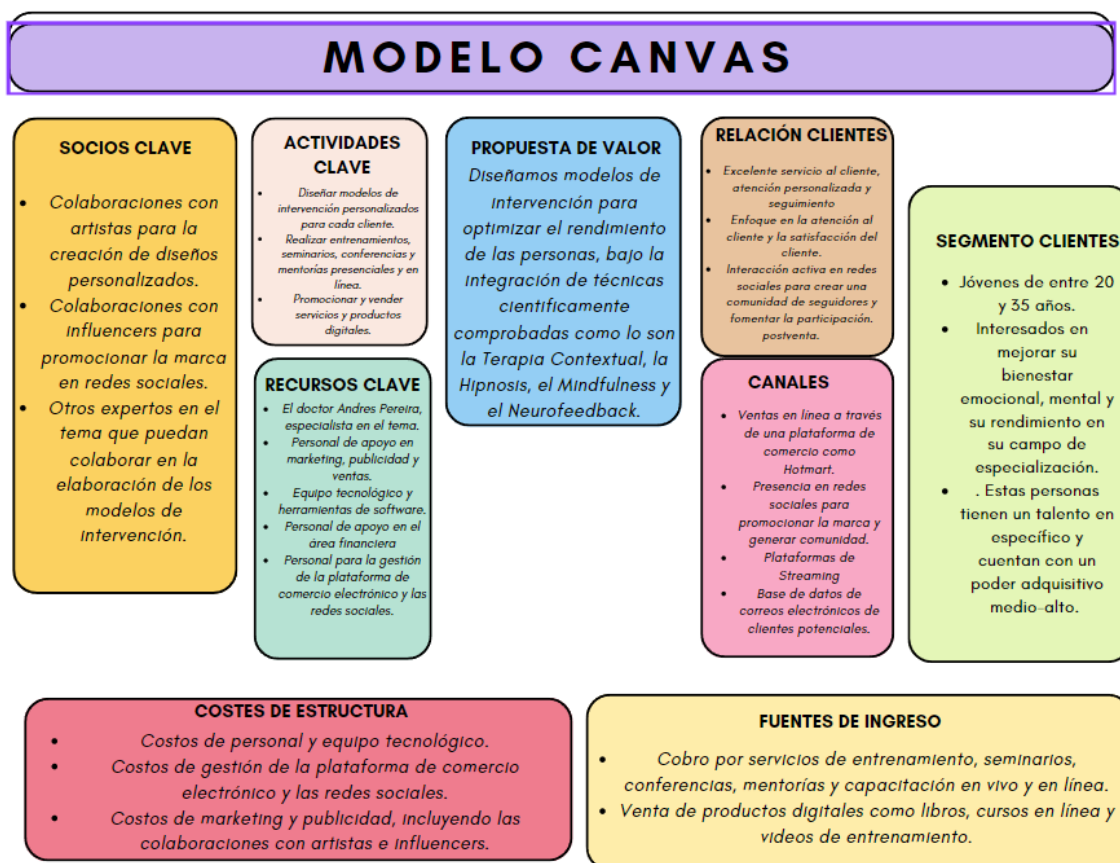 MODELO CANVAS
SOCIOS CLAVE
• Colaboraciones con
artistas para la
creación de diseños
personalizados.
• Colaboraciones con
influencers para
promocionar la marca
en redes sociales.
• Otros expertos en el
tema que puedan
colaborar en la
elaboración de los
modelos de
intervención.
ACTIVIDADES
CLAVE
• Diseñar modelos de
intervención personalizados
para cada cliente.
• Realizar entrenamientos,
seminarios, conferencias y
mentorías presenciales y en
línea.
• Promocionar y vender
servicios y productos
digitales.
RECURSOS CLAVE
• El doctor Andres Pereira,
especialista en el tema.
• Personal de apoyo en
marketing, publicidad y
ventas.
• Equipo tecnológico y
herramientas de software.
• Personal de apoyo en el
área financiera
• Personal para la gestión
de la plataforma de
comercio electrónico y las
redes sociales.
PROPUESTA DE VALOR
Diseñamos modelos de
intervención para
optimizar el rendimiento
de las personas, bajo la
integración de técnicas
científicamente
comprobadas como lo son
la Terapia Contextual, la
Hipnosis, el Mindfulness y
el Neurofeedback.
RELACIÓN CLIENTES
• Excelente servicio al cliente,
atención personalizada y
seguimiento
• Enfoque en la atención al
cliente y la satisfacción del
cliente.
• Interacción activa en redes
sociales para crear una
comunidad de seguidores y
fomentar la participación.
postventa.
CANALES
• Ventas en línea a través
de una plataforma de
comercio como
Hotmart.
• Presencia en redes
sociales para
promocionar la marca y
generar comunidad.
• Plataformas de
Streaming
• Base de datos de
correos electrónicos de
clientes potenciales.
SEGMENTO CLIENTES
• Jóvenes de entre 20
y 35 años.
• Interesados en
mejorar su
bienestar
emocional, mental y
su rendimiento en
su campo de
especialización.
• . Estas personas
tienen un talento en
específico y
cuentan con un
poder adquisitivo
medio-alto.
COSTES DE ESTRUCTURA
• Costos de personal y equipo tecnológico.
• Costos de gestión de la plataforma de comercio
electrónico y las redes sociales.
• Costos de marketing y publicidad, incluyendo las
colaboraciones con artistas e influencers.
FUENTES DE INGRESO
• Cobro por servicios de entrenamiento, seminarios,
conferencias, mentorías y capacitación en vivo y en línea.
• Venta de productos digitales como libros, cursos en línea y
videos de entrenamiento.